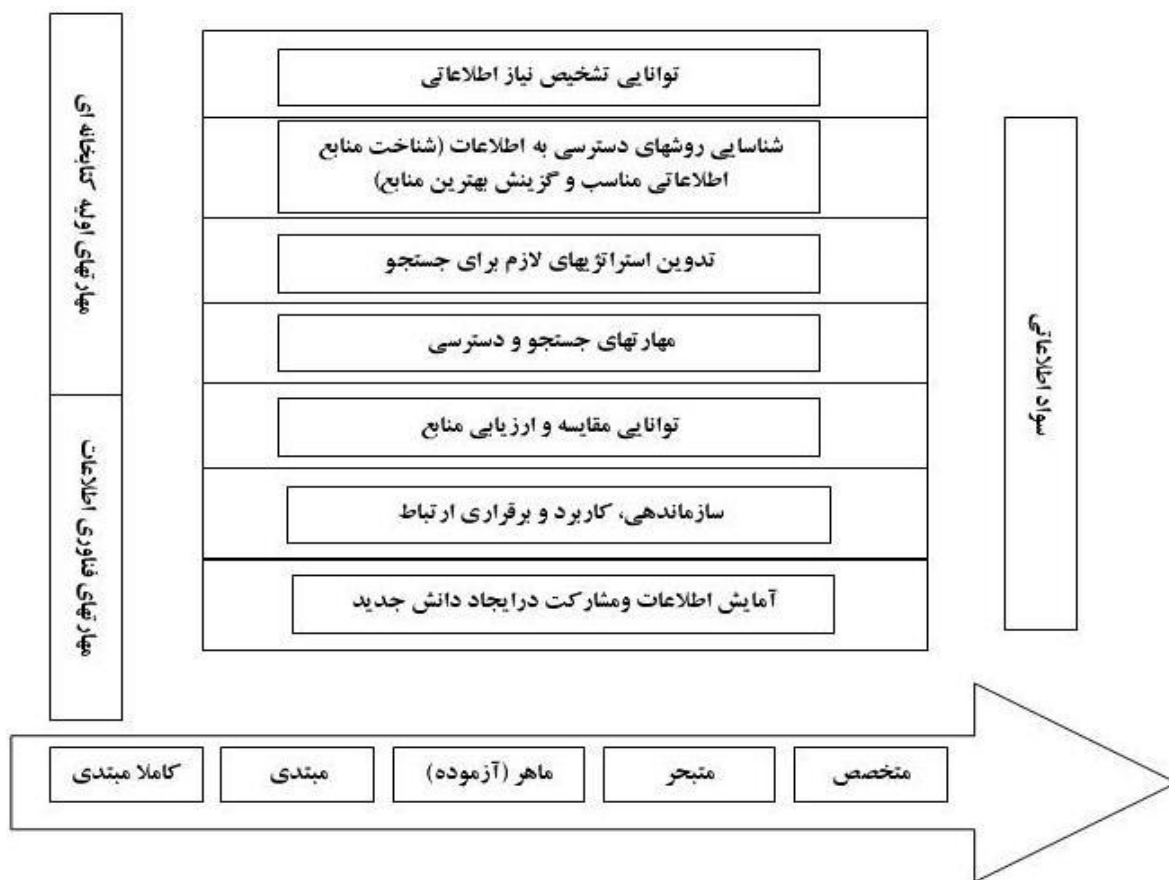 توانایی تشخیص نیاز اطلاعاتی
شناسایی روشهای دسترسی به اطلاعات (شناخت منابع
اطلاعاتی مناسب و گزینش بهترین منابع)
تدوین استراتژیهای لازم برای جستجو
مهارتهای جستجو و دسترسی
توانایی مقایسه و ارزیابی منابع
سازماندهی، کاربرد و برقراری ارتباط
آمایش اطلاعات ومشارکت درایجاد دانش جدید
سواد اطلاعاتی
مهارتهای اولیه کتابخانه ای
مهارتهای فناوری اطلاعات
کاملا مبتدی
مبتدی
ماهر (آزموده)
متبحر
متخصص